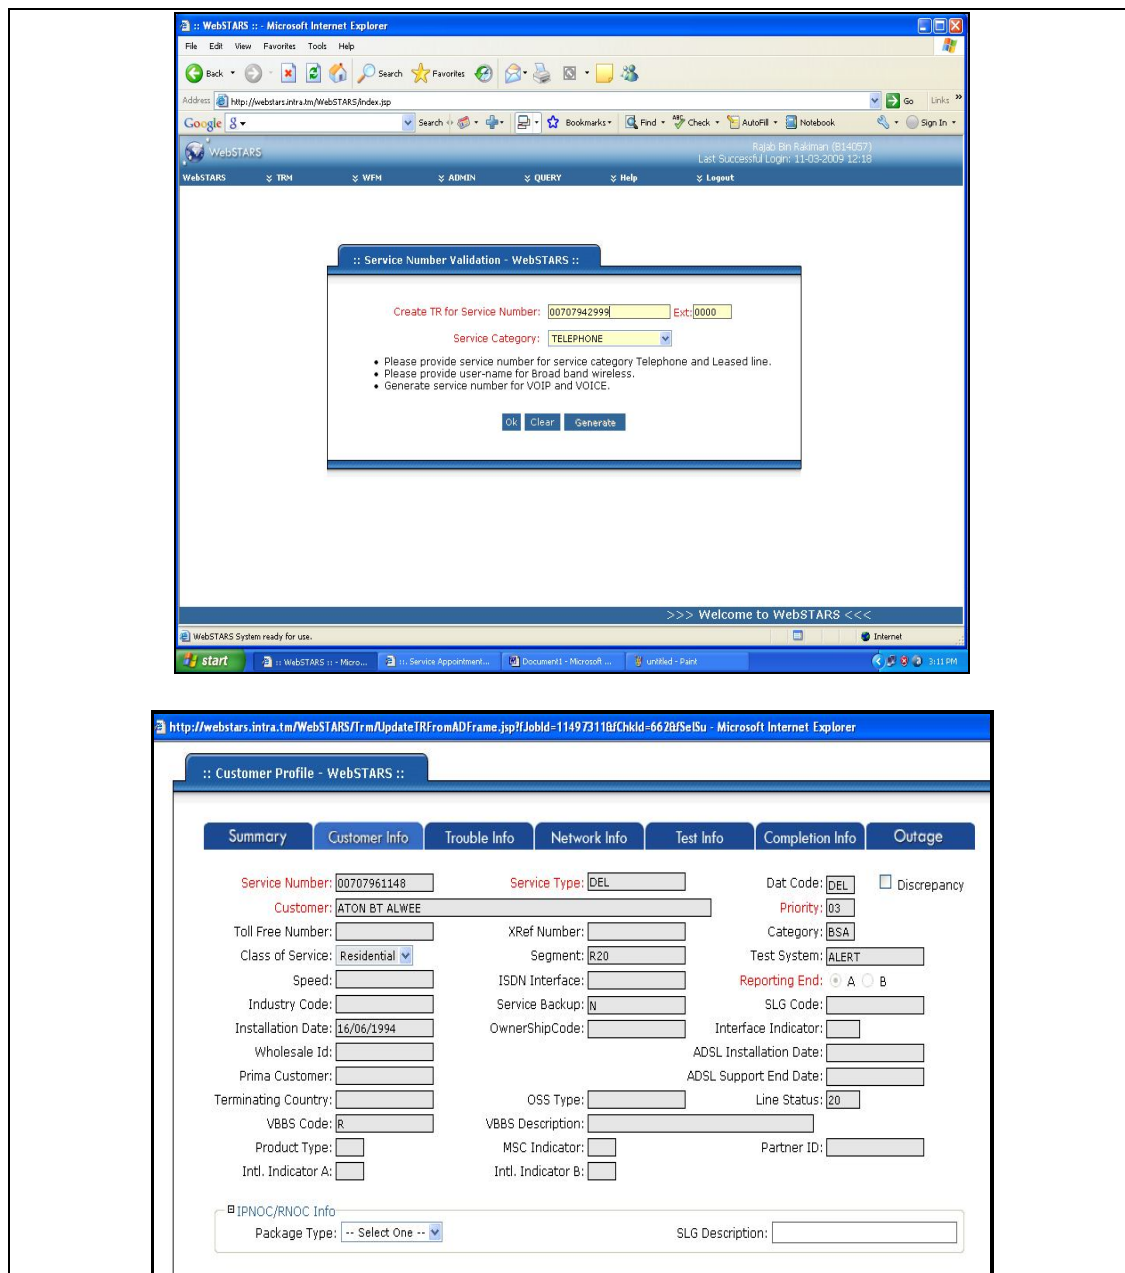 :: WebSTARS :: - Microsoft Internet Explorer
File Edit View Favorites Tools Help
Back Search Favorites
Address http://webstars.intra.tm/WebSTARS/index.jsp Go Links »
Google Search Bookmarks Find Check AutoFill Notebook Sign In
WebSTARS Rajab Bin Rakiman (B14057)
Last Successful Login: 11-03-2009 12:18
WebSTARS TRM WFM ADMIN QUERY Help Logout
:: Service Number Validation - WebSTARS ::
Create TR for Service Number: 00707942999 Ext: 0000
Service Category: TELEPHONE
• Please provide service number for service category Telephone and Leased line.
• Please provide user-name for Broad band wireless.
• Generate service number for VOIP and VOICE.
Ok Clear Generate
>>> Welcome to WebSTARS <<<
WebSTARS System ready for use. Internet
start :: WebSTARS :: - Micro... ::. Service Appointment... Document1 - Microsoft ... untitled - Paint 3:11 PM
http://webstars.intra.tm/WebSTARS/Trm/UpdateTRFromADFrame.jsp?fJobId=11497311&fChkId=662&fSelSu - Microsoft Internet Explorer
:: Customer Profile - WebSTARS ::
Summary Customer Info Trouble Info Network Info Test Info Completion Info Outage
Service Number: 00707961148 Service Type: DEL Dat Code: DEL Discrepancy
Customer: ATON BT ALWEE Priority: 03
Toll Free Number: XRef Number: Category: BSA
Class of Service: Residential Segment: R20 Test System: ALERT
Speed: ISDN Interface: Reporting End: A B
Industry Code: Service Backup: N SLG Code:
Installation Date: 16/06/1994 OwnerShipCode: Interface Indicator:
Wholesale Id: ADSL Installation Date:
Prima Customer: ADSL Support End Date:
Terminating Country: OSS Type: Line Status: 20
VBBS Code: R VBBS Description:
Product Type: MSC Indicator: Partner ID:
Intl. Indicator A: Intl. Indicator B:
IPNOC/RNOC Info
Package Type: -- Select One -- SLG Description: